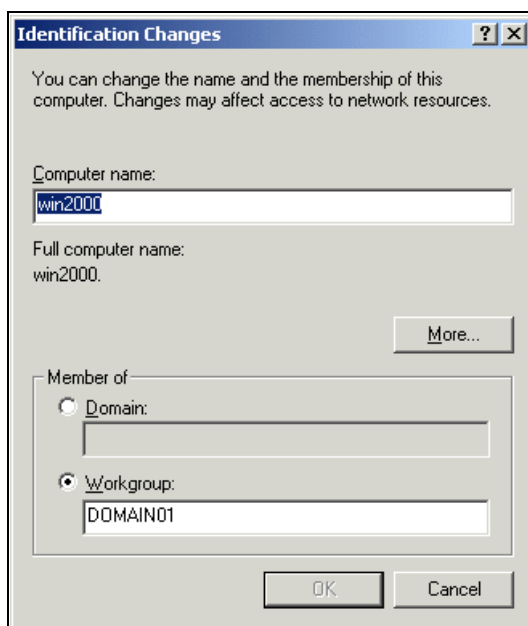 Identification Changes
You can change the name and the membership of this
computer. Changes may affect access to network resources.
Computer name:
win2000
Full computer name:
win2000.
More...
Member of
Domain:
Workgroup:
DOMAIN01
OK
Cancel